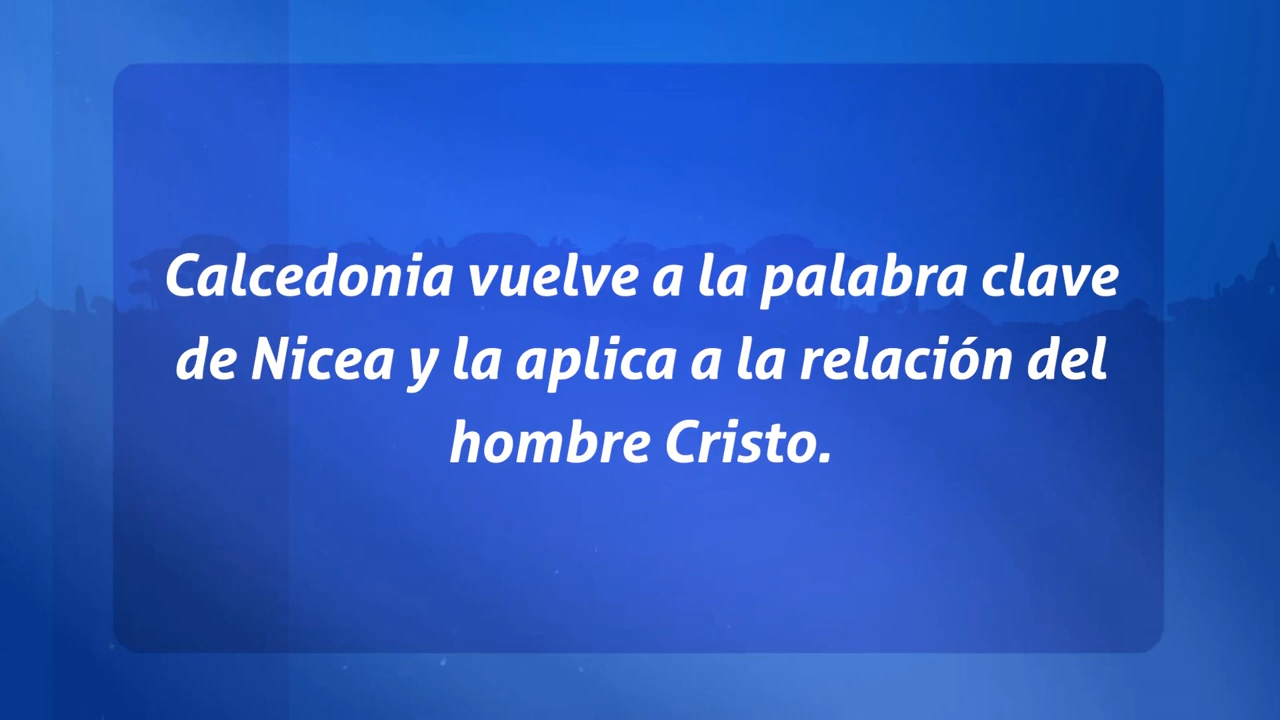 Calcedonia vuelve a la palabra clave
de Nicea y la aplica a la relación del
hombre Cristo.